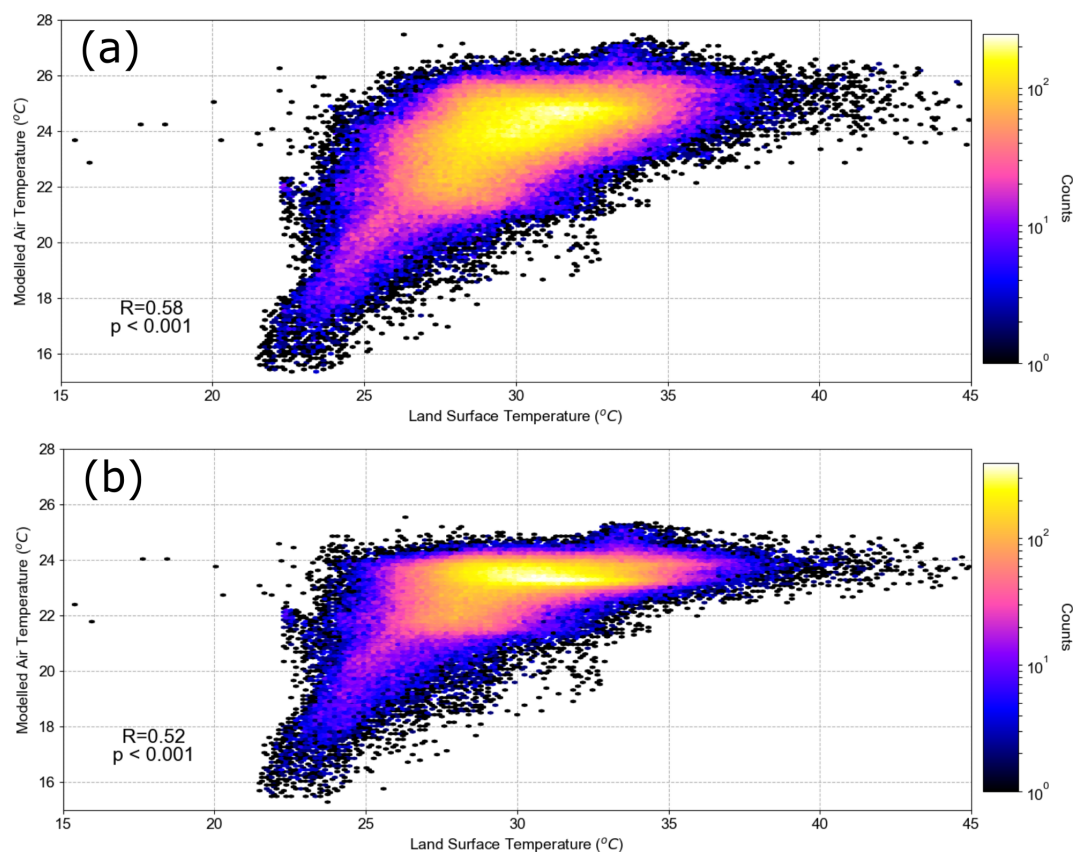 (a)
Modelled Air Temperature (°C)
28
26
24
22
20
18
16
R=0.58
p < 0.001
15 20 25 30 35 40 45
Land Surface Temperature (°C)
10²
10¹
10⁰
Counts
(b)
Modelled Air Temperature (°C)
28
26
24
22
20
18
16
R=0.52
p < 0.001
15 20 25 30 35 40 45
Land Surface Temperature (°C)
10²
10¹
10⁰
Counts